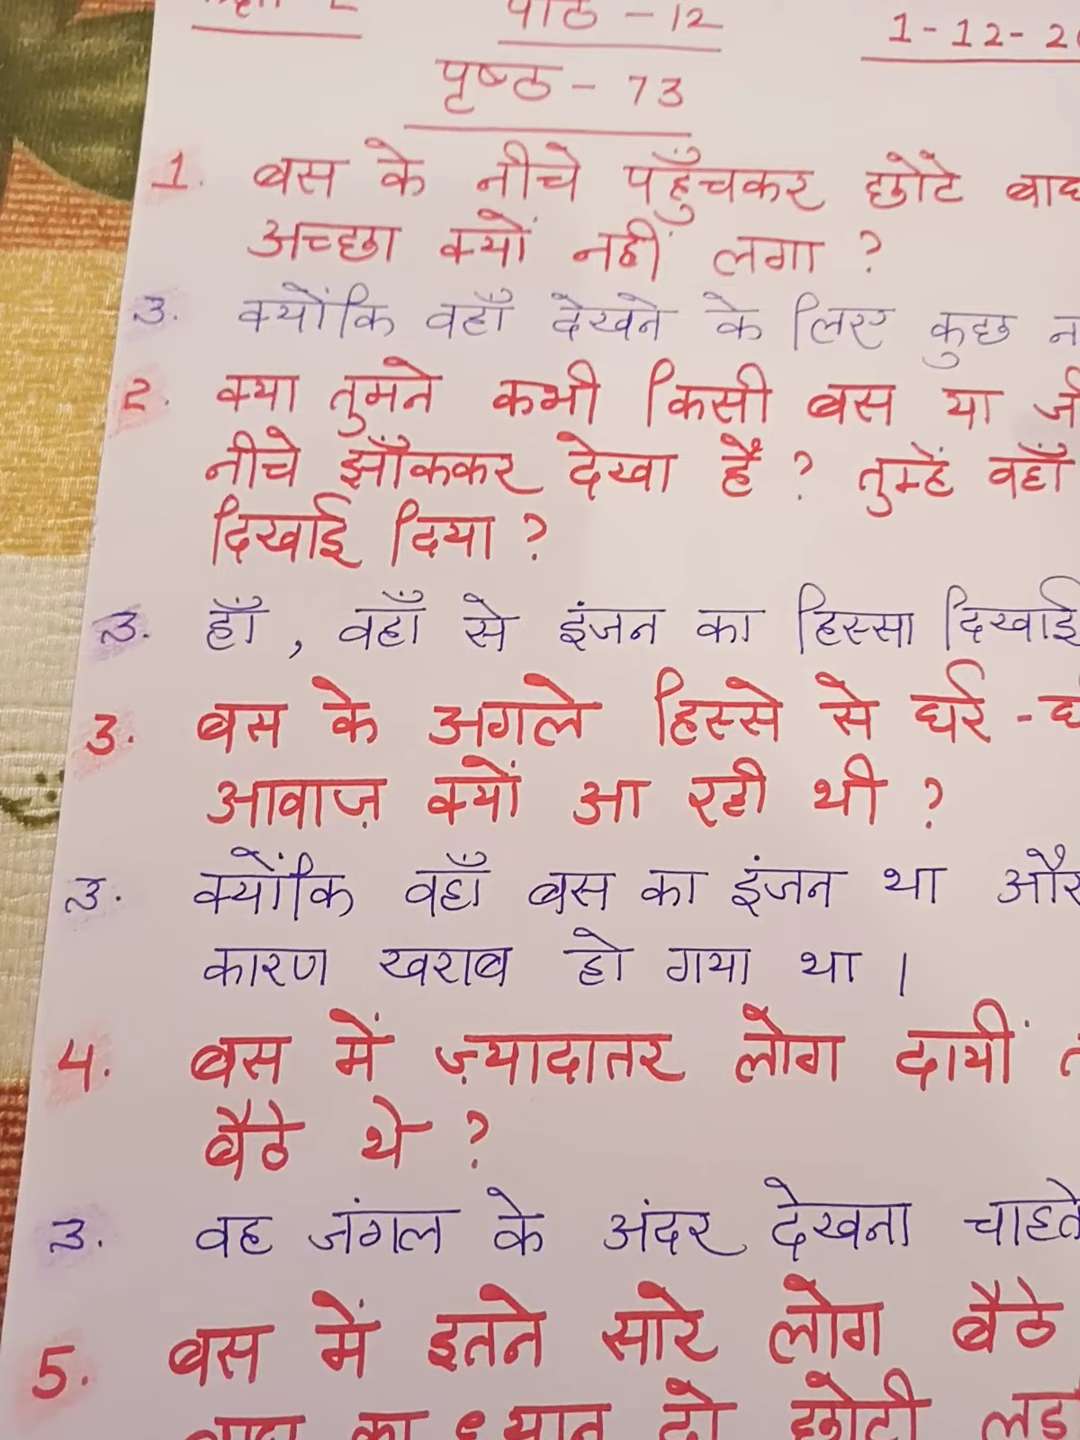 पाठ - 12
1-12-
पृष्ठ - 73
1. बस के नीचे पहुँचकर छोटे
अच्छा क्यों नहीं लगा ?
उ. क्योंकि वहाँ देखने के लिए कुछ
2. क्या तुमने कभी किसी बस या
नीचे झाँककर देखा है ? तुम्हें वहाँ
दिखाई दिया ?
उ. हाँ , वहाँ से इंजन का हिस्सा दिखाई
3. बस के अगले हिस्से से घर्र -
आवाज़ क्यों आ रही थी ?
उ. क्योंकि वहाँ बस का इंजन था और
कारण खराब हो गया था ।
4. बस में ज़्यादातर लोग दायीं
बैठे थे ?
उ. वह जंगल के अंदर देखना चाहते
5. बस में इतने सारे लोग बैठे
का ध्यान दो छोटी